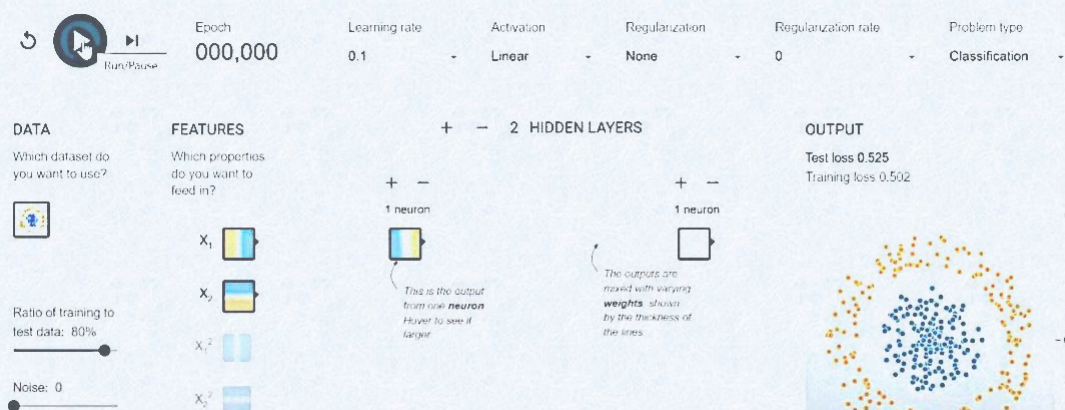 Epoch
000,000
Run/Pause
Learning rate
0.1
Activation
Linear
Regularization
None
Regularization rate
0
Problem type
Classification
DATA
Which dataset do
you want to use?
Ratio of training to
test data: 80%
Noise: 0
FEATURES
Which properties
do you want to
feed in?
X₁
X₂
X₁²
X₂²
+ − 2 HIDDEN LAYERS
+ −
1 neuron
This is the output
from one neuron
Hover to see it
larger
+ −
1 neuron
The outputs are
mixed with varying
weights, shown
by the thickness of
the lines
OUTPUT
Test loss 0.525
Training loss 0.502